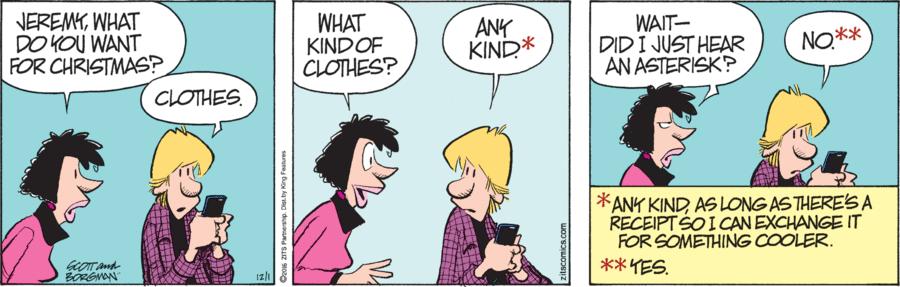 JEREMY, WHAT
DO YOU WANT
FOR CHRISTMAS?
CLOTHES.
SCOTT and
BORGMAN
12/1
©2016 ZITS Partnership. Dist. by King Features
WHAT
KIND OF
CLOTHES?
ANY
KIND.*
zitscomics.com
WAIT—
DID I JUST HEAR
AN ASTERISK?
NO.**
*ANY KIND, AS LONG AS THERE'S A
RECEIPT SO I CAN EXCHANGE IT
FOR SOMETHING COOLER.
**YES.